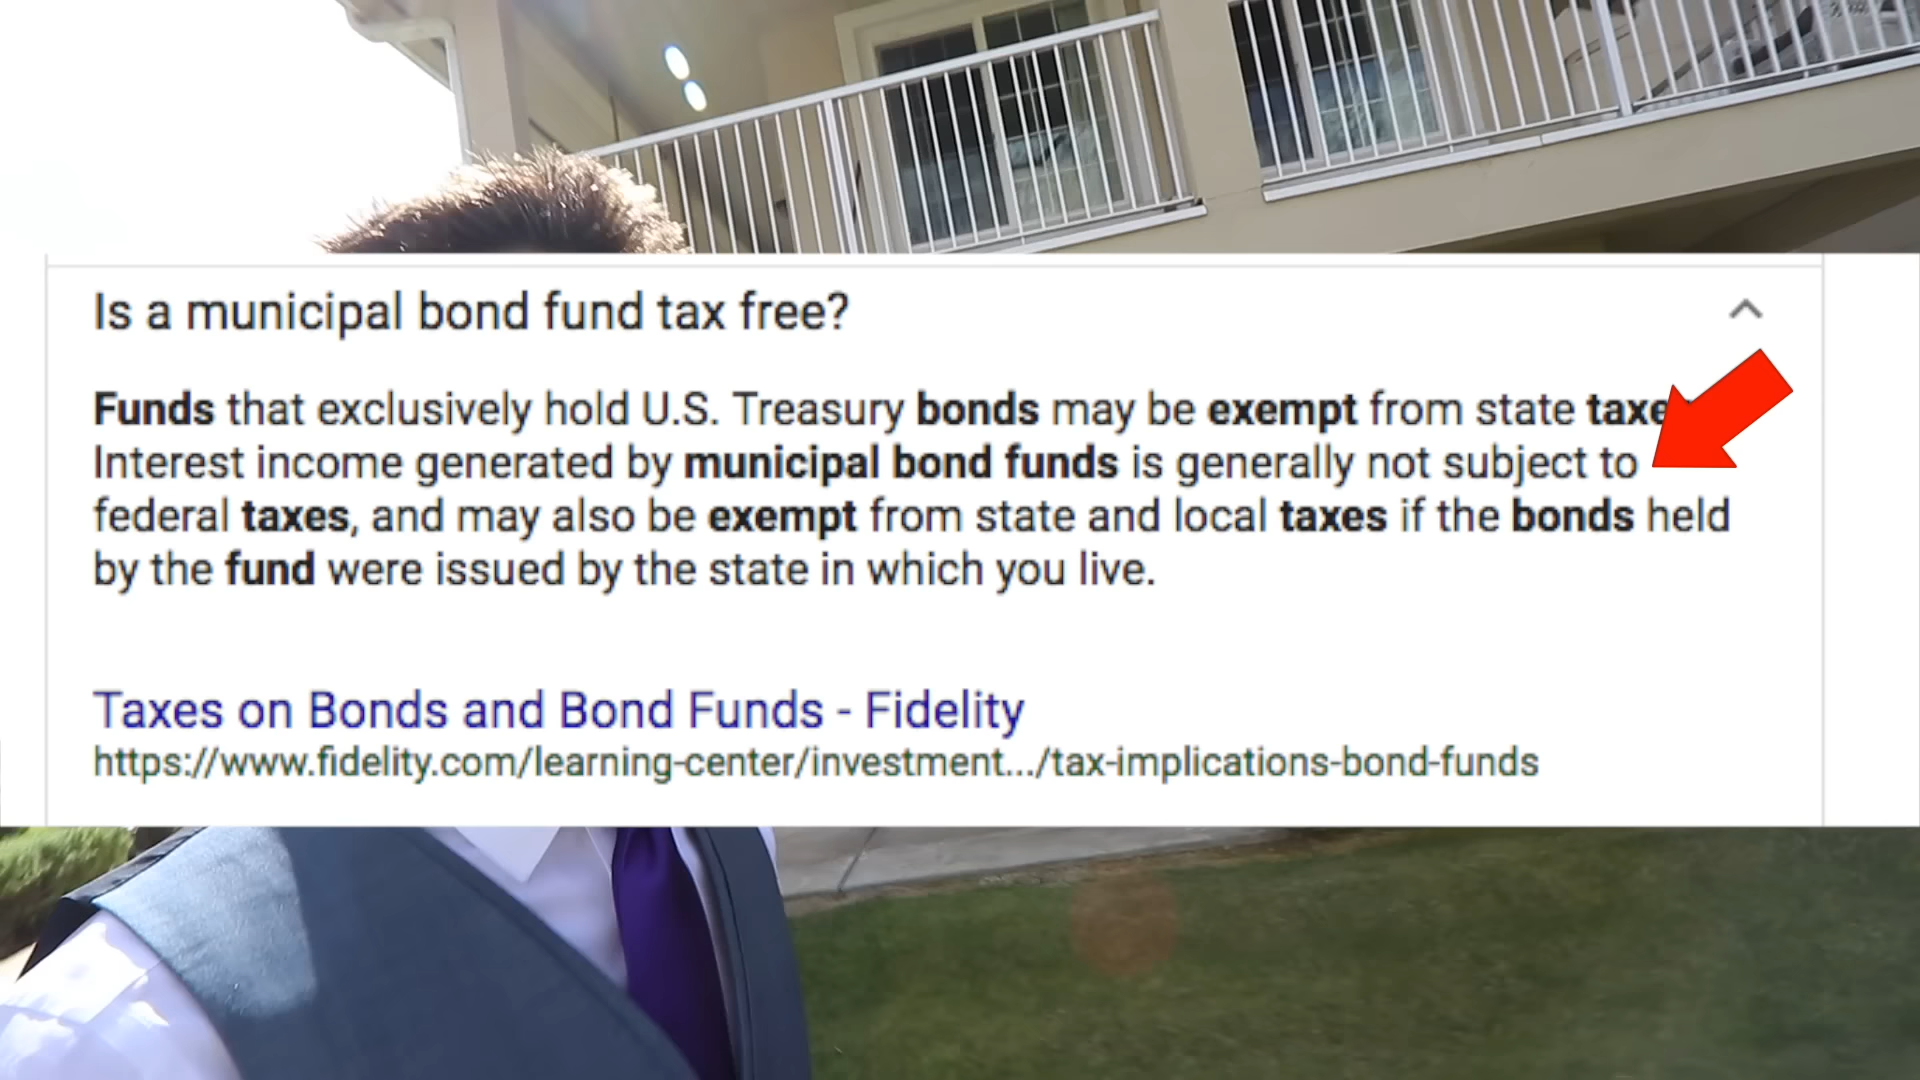 Is a municipal bond fund tax free?
Funds that exclusively hold U.S. Treasury bonds may be exempt from state
Interest income generated by municipal bond funds is generally not subject to
federal taxes, and may also be exempt from state and local taxes if the bonds held
by the fund were issued by the state in which you live.
Taxes on Bonds and Bond Funds - Fidelity
https://www.fidelity.com/learning-center/investment.../tax-implications-bond-funds